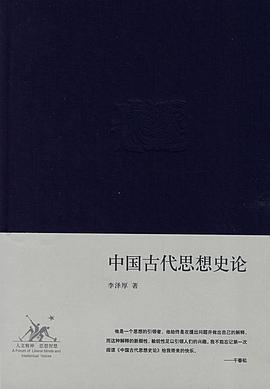 中国古代思想史论
李泽厚 著
人文精神 思想智慧
A Forum of Liberal Minds and
Intellectual Voices
他是一个思想的引领者，他始终是在提出问题并做出自己的解释，
而这种解释的新颖性、敏锐性足以引领人们的兴趣。我不能忘记第一次
阅读《中国古代思想史论》给我带来的快乐。
——干春松